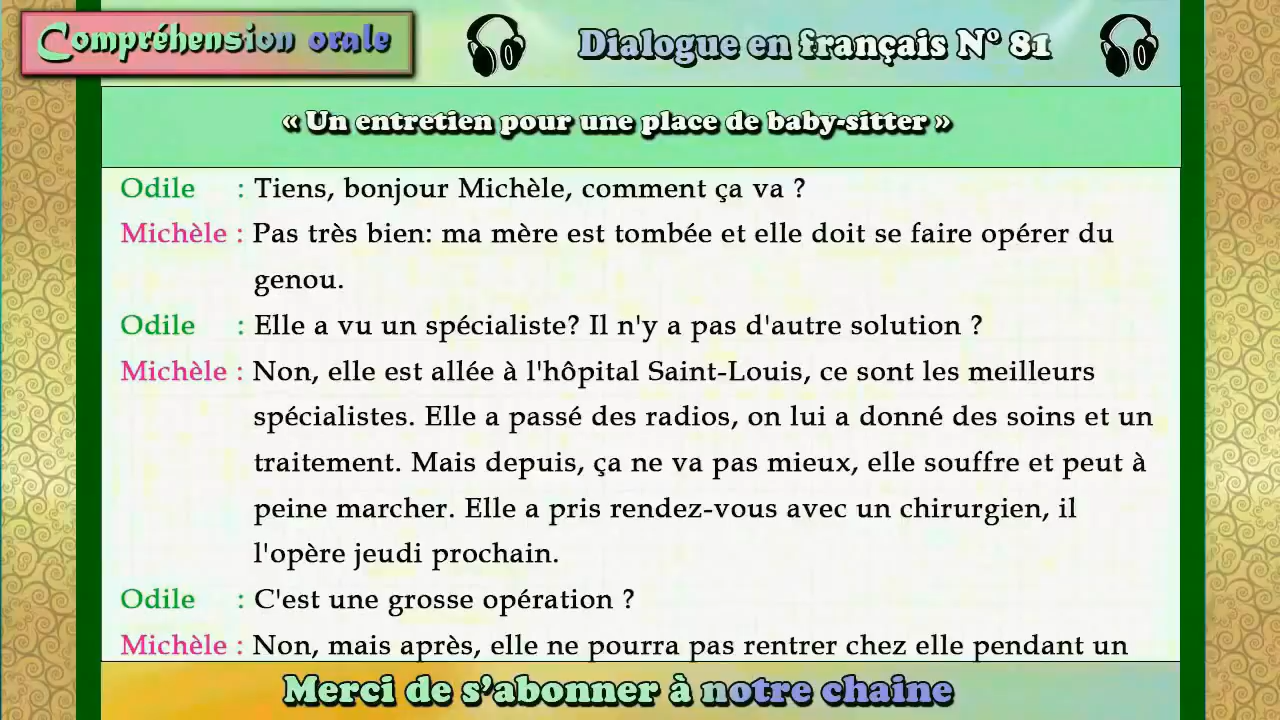 Compréhension orale
Dialogue en français Nº 81
« Un entretien pour une place de baby-sitter »
Odile : Tiens, bonjour Michèle, comment ça va ?
Michèle : Pas très bien: ma mère est tombée et elle doit se faire opérer du
genou.
Odile : Elle a vu un spécialiste? Il n'y a pas d'autre solution ?
Michèle : Non, elle est allée à l'hôpital Saint-Louis, ce sont les meilleurs
spécialistes. Elle a passé des radios, on lui a donné des soins et un
traitement. Mais depuis, ça ne va pas mieux, elle souffre et peut à
peine marcher. Elle a pris rendez-vous avec un chirurgien, il
l'opère jeudi prochain.
Odile : C'est une grosse opération ?
Michèle : Non, mais après, elle ne pourra pas rentrer chez elle pendant un
Merci de s'abonner à notre chaine